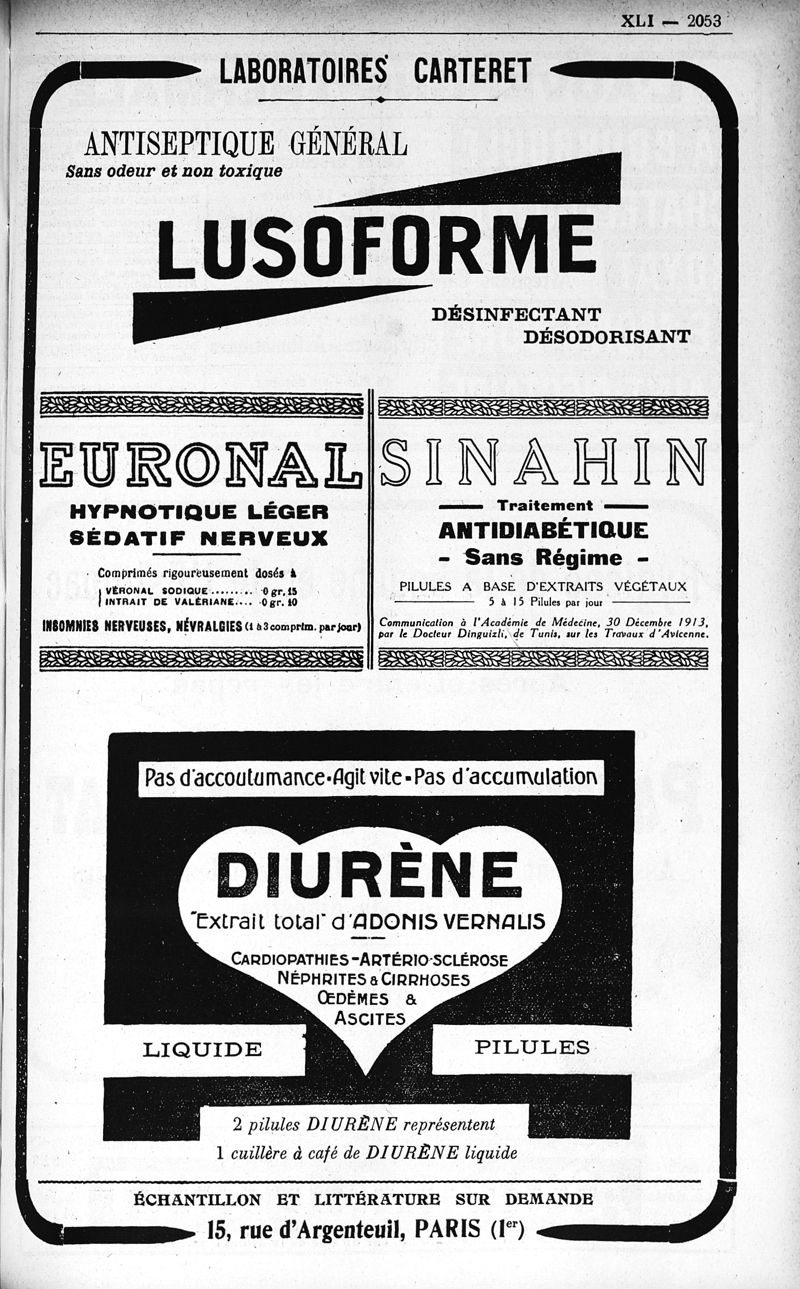 XLI — 2053
LABORATOIRES CARTERET
ANTISEPTIQUE GÉNÉRAL
Sans odeur et non toxique
LUSOFORME
DÉSINFECTANT
DÉSODORISANT
EURONAL
HYPNOTIQUE LÉGER
SÉDATIF NERVEUX
Comprimés rigoureusement dosés à
VÉRONAL SODIQUE........ 0 gr. 15
INTRAIT DE VALÉRIANE.... 0 gr. 10
INSOMNIES NERVEUSES, NÉVRALGIES (1 à 3 comprim. par jour)
SINAHIN
Traitement
ANTIDIABÉTIQUE
- Sans Régime -
PILULES A BASE D'EXTRAITS VÉGÉTAUX
5 à 15 Pilules par jour
Communication à l'Académie de Médecine, 30 Décembre 1913,
par le Docteur Dinguizli, de Tunis, sur les Travaux d'Avicenne.
Pas d'accoutumance·Agit vite·Pas d'accumulation
DIURÈNE
"Extrait total" d'ADONIS VERNALIS
CARDIOPATHIES-ARTÉRIO-SCLÉROSE
NÉPHRITES & CIRRHOSES
ŒDÈMES &
ASCITES
LIQUIDE
PILULES
2 pilules DIURÈNE représentent
1 cuillère à café de DIURÈNE liquide
ÉCHANTILLON ET LITTÉRATURE SUR DEMANDE
15, rue d'Argenteuil, PARIS (1er)